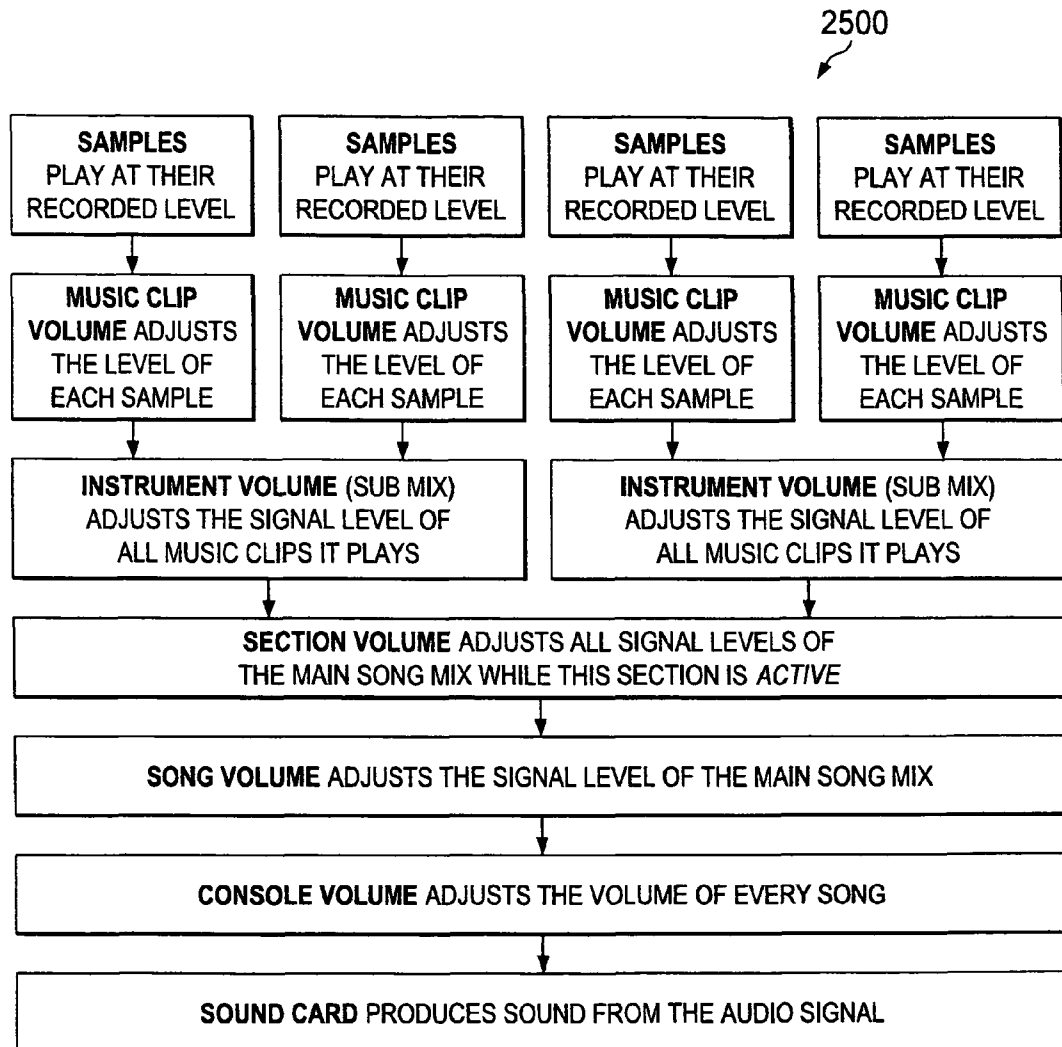 2500
SAMPLES
PLAY AT THEIR
RECORDED LEVEL
SAMPLES
PLAY AT THEIR
RECORDED LEVEL
SAMPLES
PLAY AT THEIR
RECORDED LEVEL
SAMPLES
PLAY AT THEIR
RECORDED LEVEL
MUSIC CLIP
VOLUME ADJUSTS
THE LEVEL OF
EACH SAMPLE
MUSIC CLIP
VOLUME ADJUSTS
THE LEVEL OF
EACH SAMPLE
MUSIC CLIP
VOLUME ADJUSTS
THE LEVEL OF
EACH SAMPLE
MUSIC CLIP
VOLUME ADJUSTS
THE LEVEL OF
EACH SAMPLE
INSTRUMENT VOLUME (SUB MIX)
ADJUSTS THE SIGNAL LEVEL OF
ALL MUSIC CLIPS IT PLAYS
INSTRUMENT VOLUME (SUB MIX)
ADJUSTS THE SIGNAL LEVEL OF
ALL MUSIC CLIPS IT PLAYS
SECTION VOLUME ADJUSTS ALL SIGNAL LEVELS OF
THE MAIN SONG MIX WHILE THIS SECTION IS ACTIVE
SONG VOLUME ADJUSTS THE SIGNAL LEVEL OF THE MAIN SONG MIX
CONSOLE VOLUME ADJUSTS THE VOLUME OF EVERY SONG
SOUND CARD PRODUCES SOUND FROM THE AUDIO SIGNAL